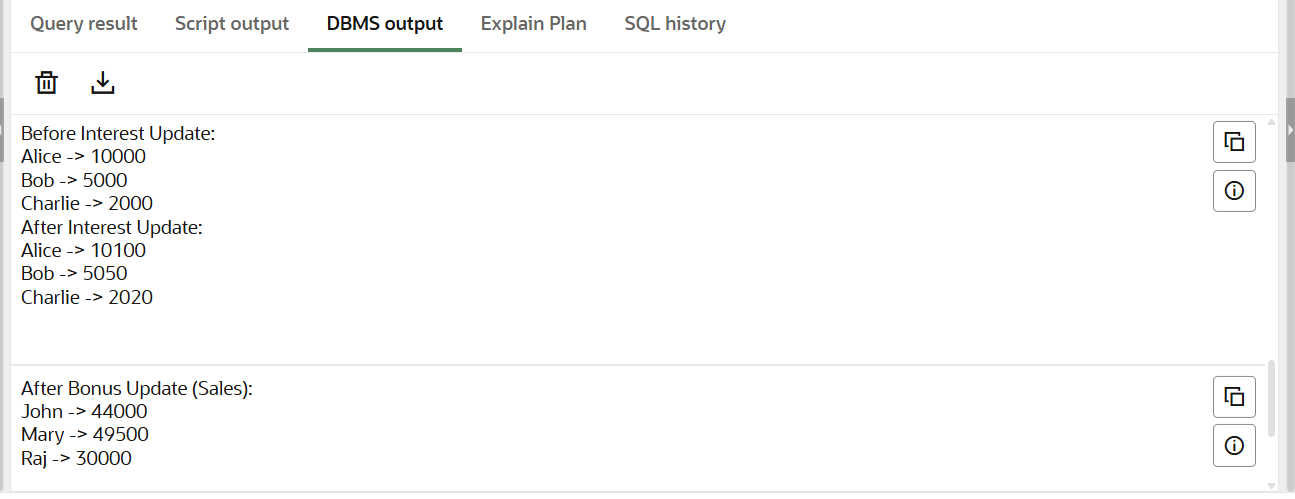 Query result Script output DBMS output Explain Plan SQL history
Before Interest Update:
Alice -> 10000
Bob -> 5000
Charlie -> 2000
After Interest Update:
Alice -> 10100
Bob -> 5050
Charlie -> 2020
After Bonus Update (Sales):
John -> 44000
Mary -> 49500
Raj -> 30000